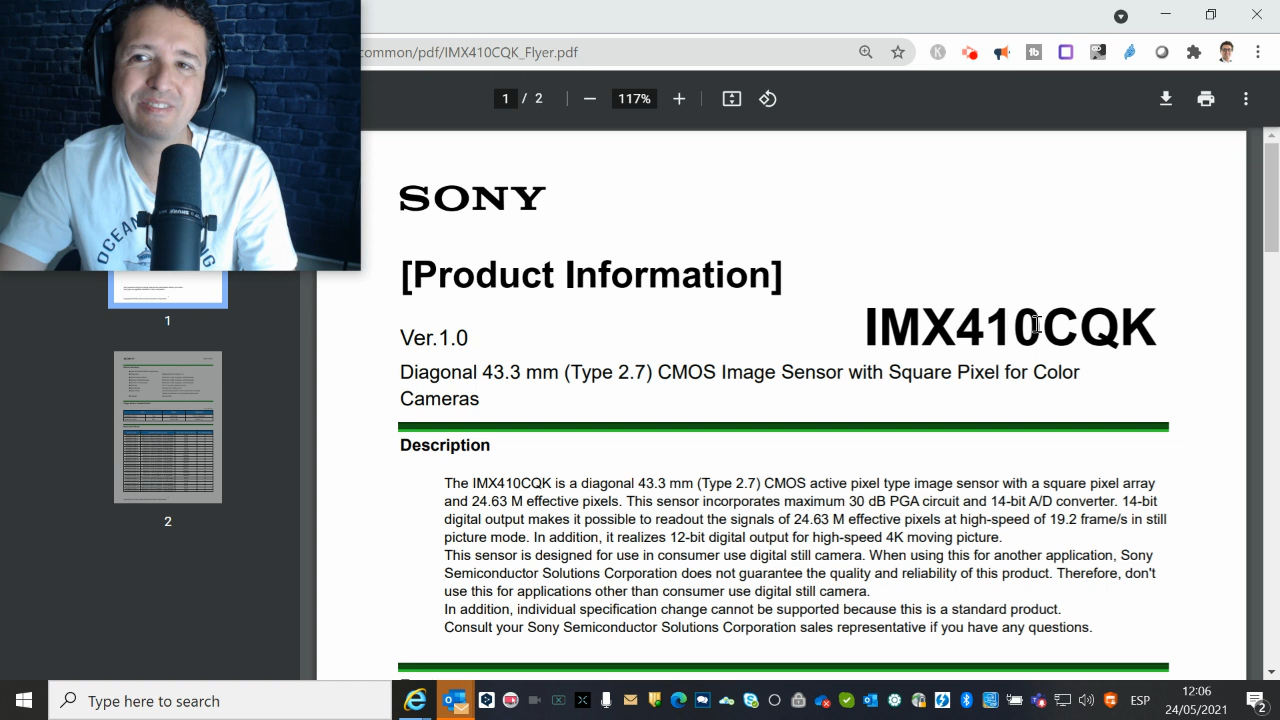 common/pdf/IMX410CQK_Flyer.pdf
1 / 2
117%
OCEAN
SONY
[Product Information]
IMX410CQK
Ver.1.0
Diagonal 43.3 mm (Type 2.7) CMOS Image Sensor with Square Pixel for Color
Cameras
Description
The IMX410CQK is a diagonal 43.3 mm (Type 2.7) CMOS active pixel type image sensor with a square pixel array
and 24.63 M effective pixels. This sensor incorporates maximum 30 dB PGA circuit and 14-bit A/D converter. 14-bit
digital output makes it possible to readout the signals of 24.63 M effective pixels at high-speed of 19.2 frame/s in still
picture mode. In addition, it realizes 12-bit digital output for high-speed 4K moving picture.
This sensor is designed for use in consumer use digital still camera. When using this for another application, Sony
Semiconductor Solutions Corporation does not guarantee the quality and reliability of this product. Therefore, don't
use this for applications other than consumer use digital still camera.
In addition, individual specification change cannot be supported because this is a standard product.
Consult your Sony Semiconductor Solutions Corporation sales representative if you have any questions.
1
2
Type here to search
ESP
12:06
24/05/2021
2